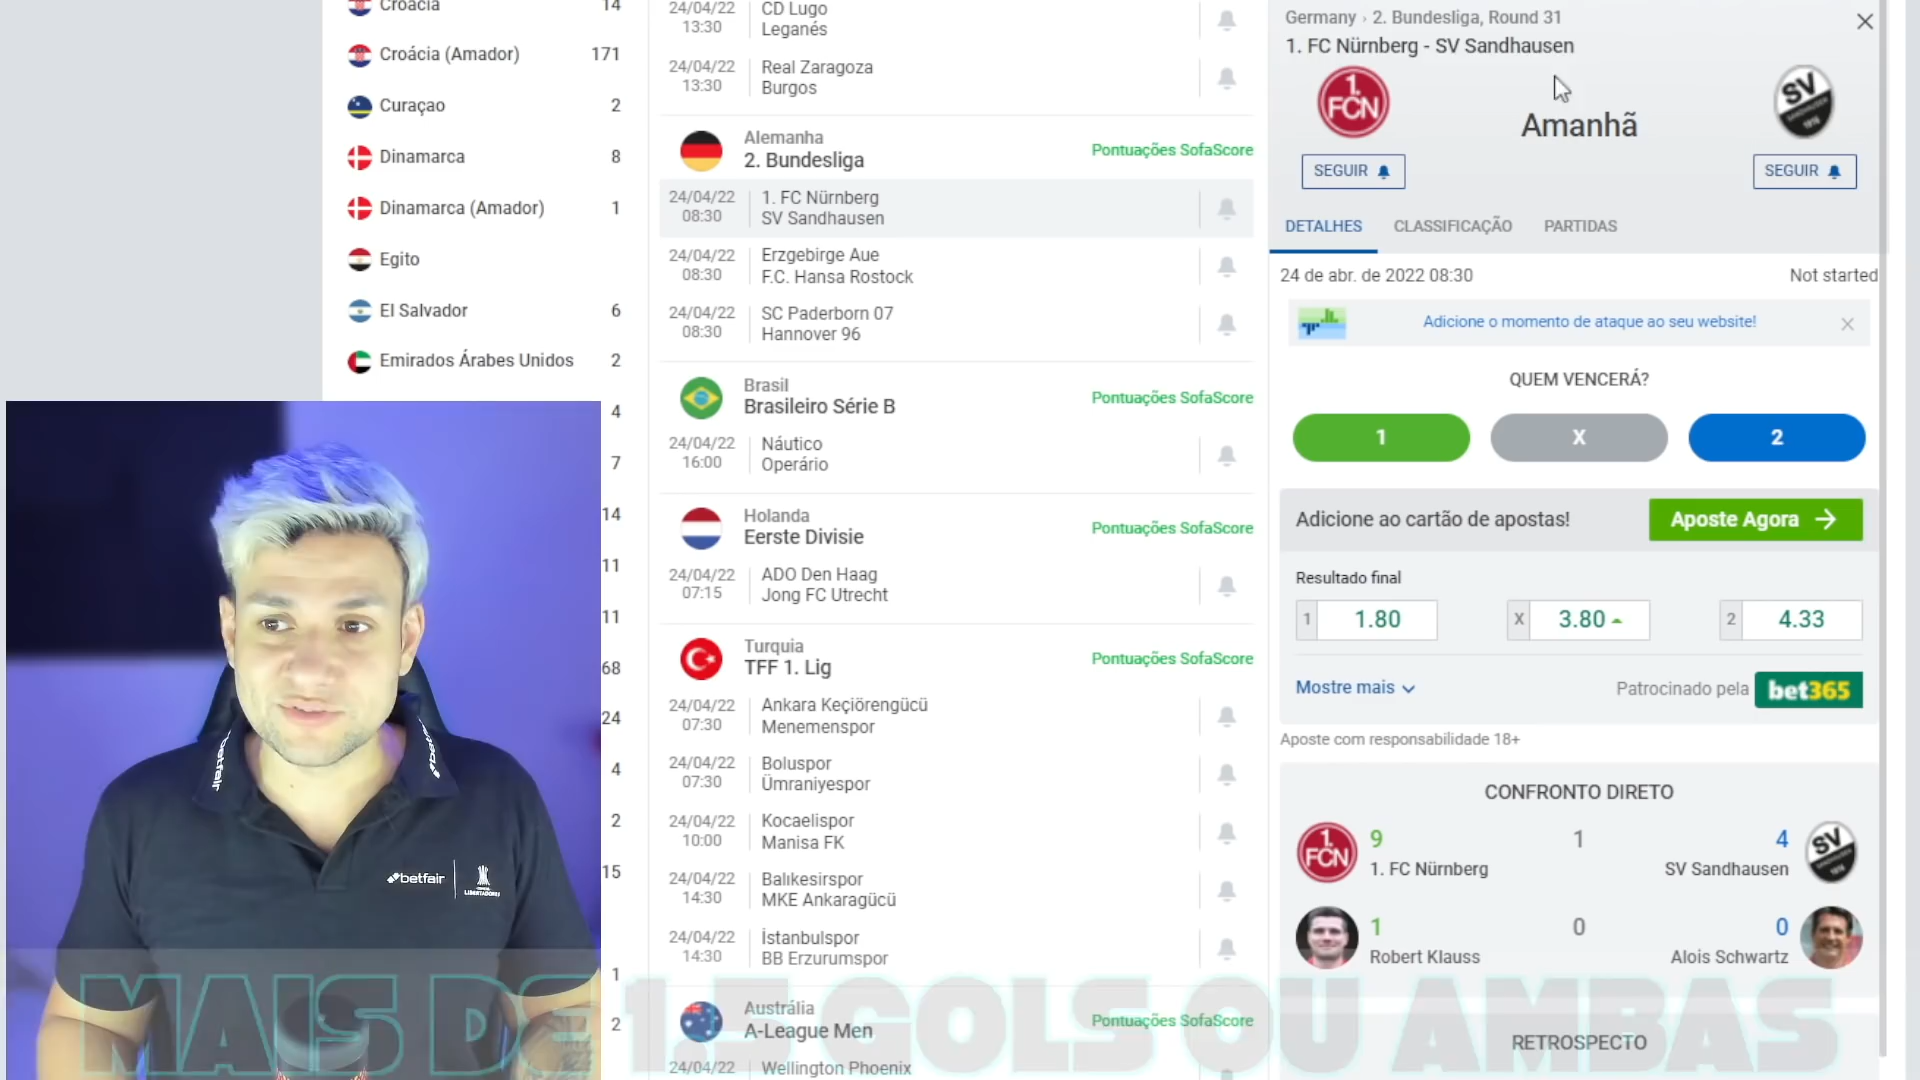 Croácia
14
Croácia (Amador)
171
Curaçao
2
Dinamarca
8
Dinamarca (Amador)
1
Egito
El Salvador
6
Emirados Árabes Unidos
2
4
7
14
11
11
68
24
4
2
15
1
2
24/04/22
13:30
CD Lugo
Leganés
24/04/22
13:30
Real Zaragoza
Burgos
Alemanha
2. Bundesliga
Pontuações SofaScore
24/04/22
08:30
1. FC Nürnberg
SV Sandhausen
24/04/22
08:30
Erzgebirge Aue
F.C. Hansa Rostock
24/04/22
08:30
SC Paderborn 07
Hannover 96
Brasil
Brasileiro Série B
Pontuações SofaScore
24/04/22
16:00
Náutico
Operário
Holanda
Eerste Divisie
Pontuações SofaScore
24/04/22
07:15
ADO Den Haag
Jong FC Utrecht
Turquia
TFF 1. Lig
Pontuações SofaScore
24/04/22
07:30
Ankara Keçiörengücü
Menemenspor
24/04/22
07:30
Boluspor
Ümraniyespor
24/04/22
10:00
Kocaelispor
Manisa FK
24/04/22
14:30
Balıkesirspor
MKE Ankaragücü
24/04/22
14:30
İstanbulspor
BB Erzurumspor
Austrália
A-League Men
Pontuações SofaScore
24/04/22
Wellington Phoenix
Germany › 2. Bundesliga, Round 31
1. FC Nürnberg - SV Sandhausen
1.
FCN
Amanhã
SV
1916
SEGUIR
SEGUIR
DETALHES
CLASSIFICAÇÃO
PARTIDAS
24 de abr. de 2022 08:30
Not started
Adicione o momento de ataque ao seu website!
QUEM VENCERÁ?
1
X
2
Adicione ao cartão de apostas!
Aposte Agora
Resultado final
1
1.80
X
3.80
2
4.33
Mostre mais
Patrocinado pela
bet365
Aposte com responsabilidade 18+
CONFRONTO DIRETO
1.
FCN
9
1
4
SV
1916
1. FC Nürnberg
SV Sandhausen
1
0
0
Robert Klauss
Alois Schwartz
RETROSPECTO
betfair
betfair
LIBERTADORES
MAIS DE 1.5 GOLS OU AMBAS